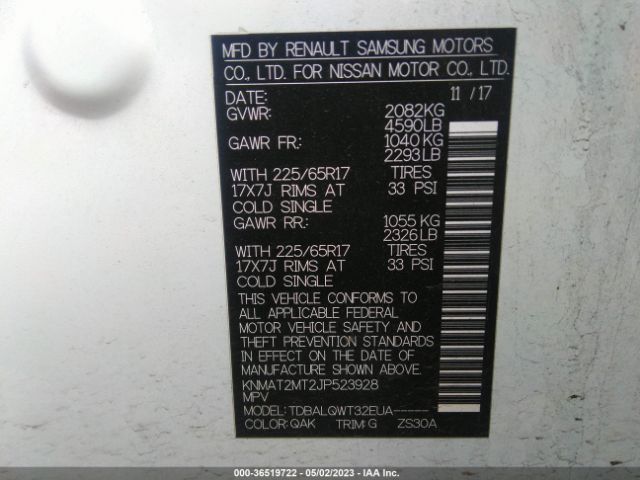 MFD BY RENAULT SAMSUNG MOTORS
CO., LTD. FOR NISSAN MOTOR CO., LTD.
DATE: 11 / 17
GVWR: 2082KG
4590LB
GAWR FR.: 1040 KG
2293LB
WITH 225/65R17 TIRES
17X7J RIMS AT 33 PSI
COLD SINGLE
GAWR RR.: 1055 KG
2326LB
WITH 225/65R17 TIRES
17X7J RIMS AT 33 PSI
COLD SINGLE
THIS VEHICLE CONFORMS TO
ALL APPLICABLE FEDERAL
MOTOR VEHICLE SAFETY AND
THEFT PREVENTION STANDARDS
IN EFFECT ON THE DATE OF
MANUFACTURE SHOWN ABOVE.
KNMAT2MT2JP523928
MPV
MODEL: TDBALQWT32EUA-----
COLOR: QAK TRIM: G ZS30A
000-36519722 - 05/02/2023 - IAA Inc.